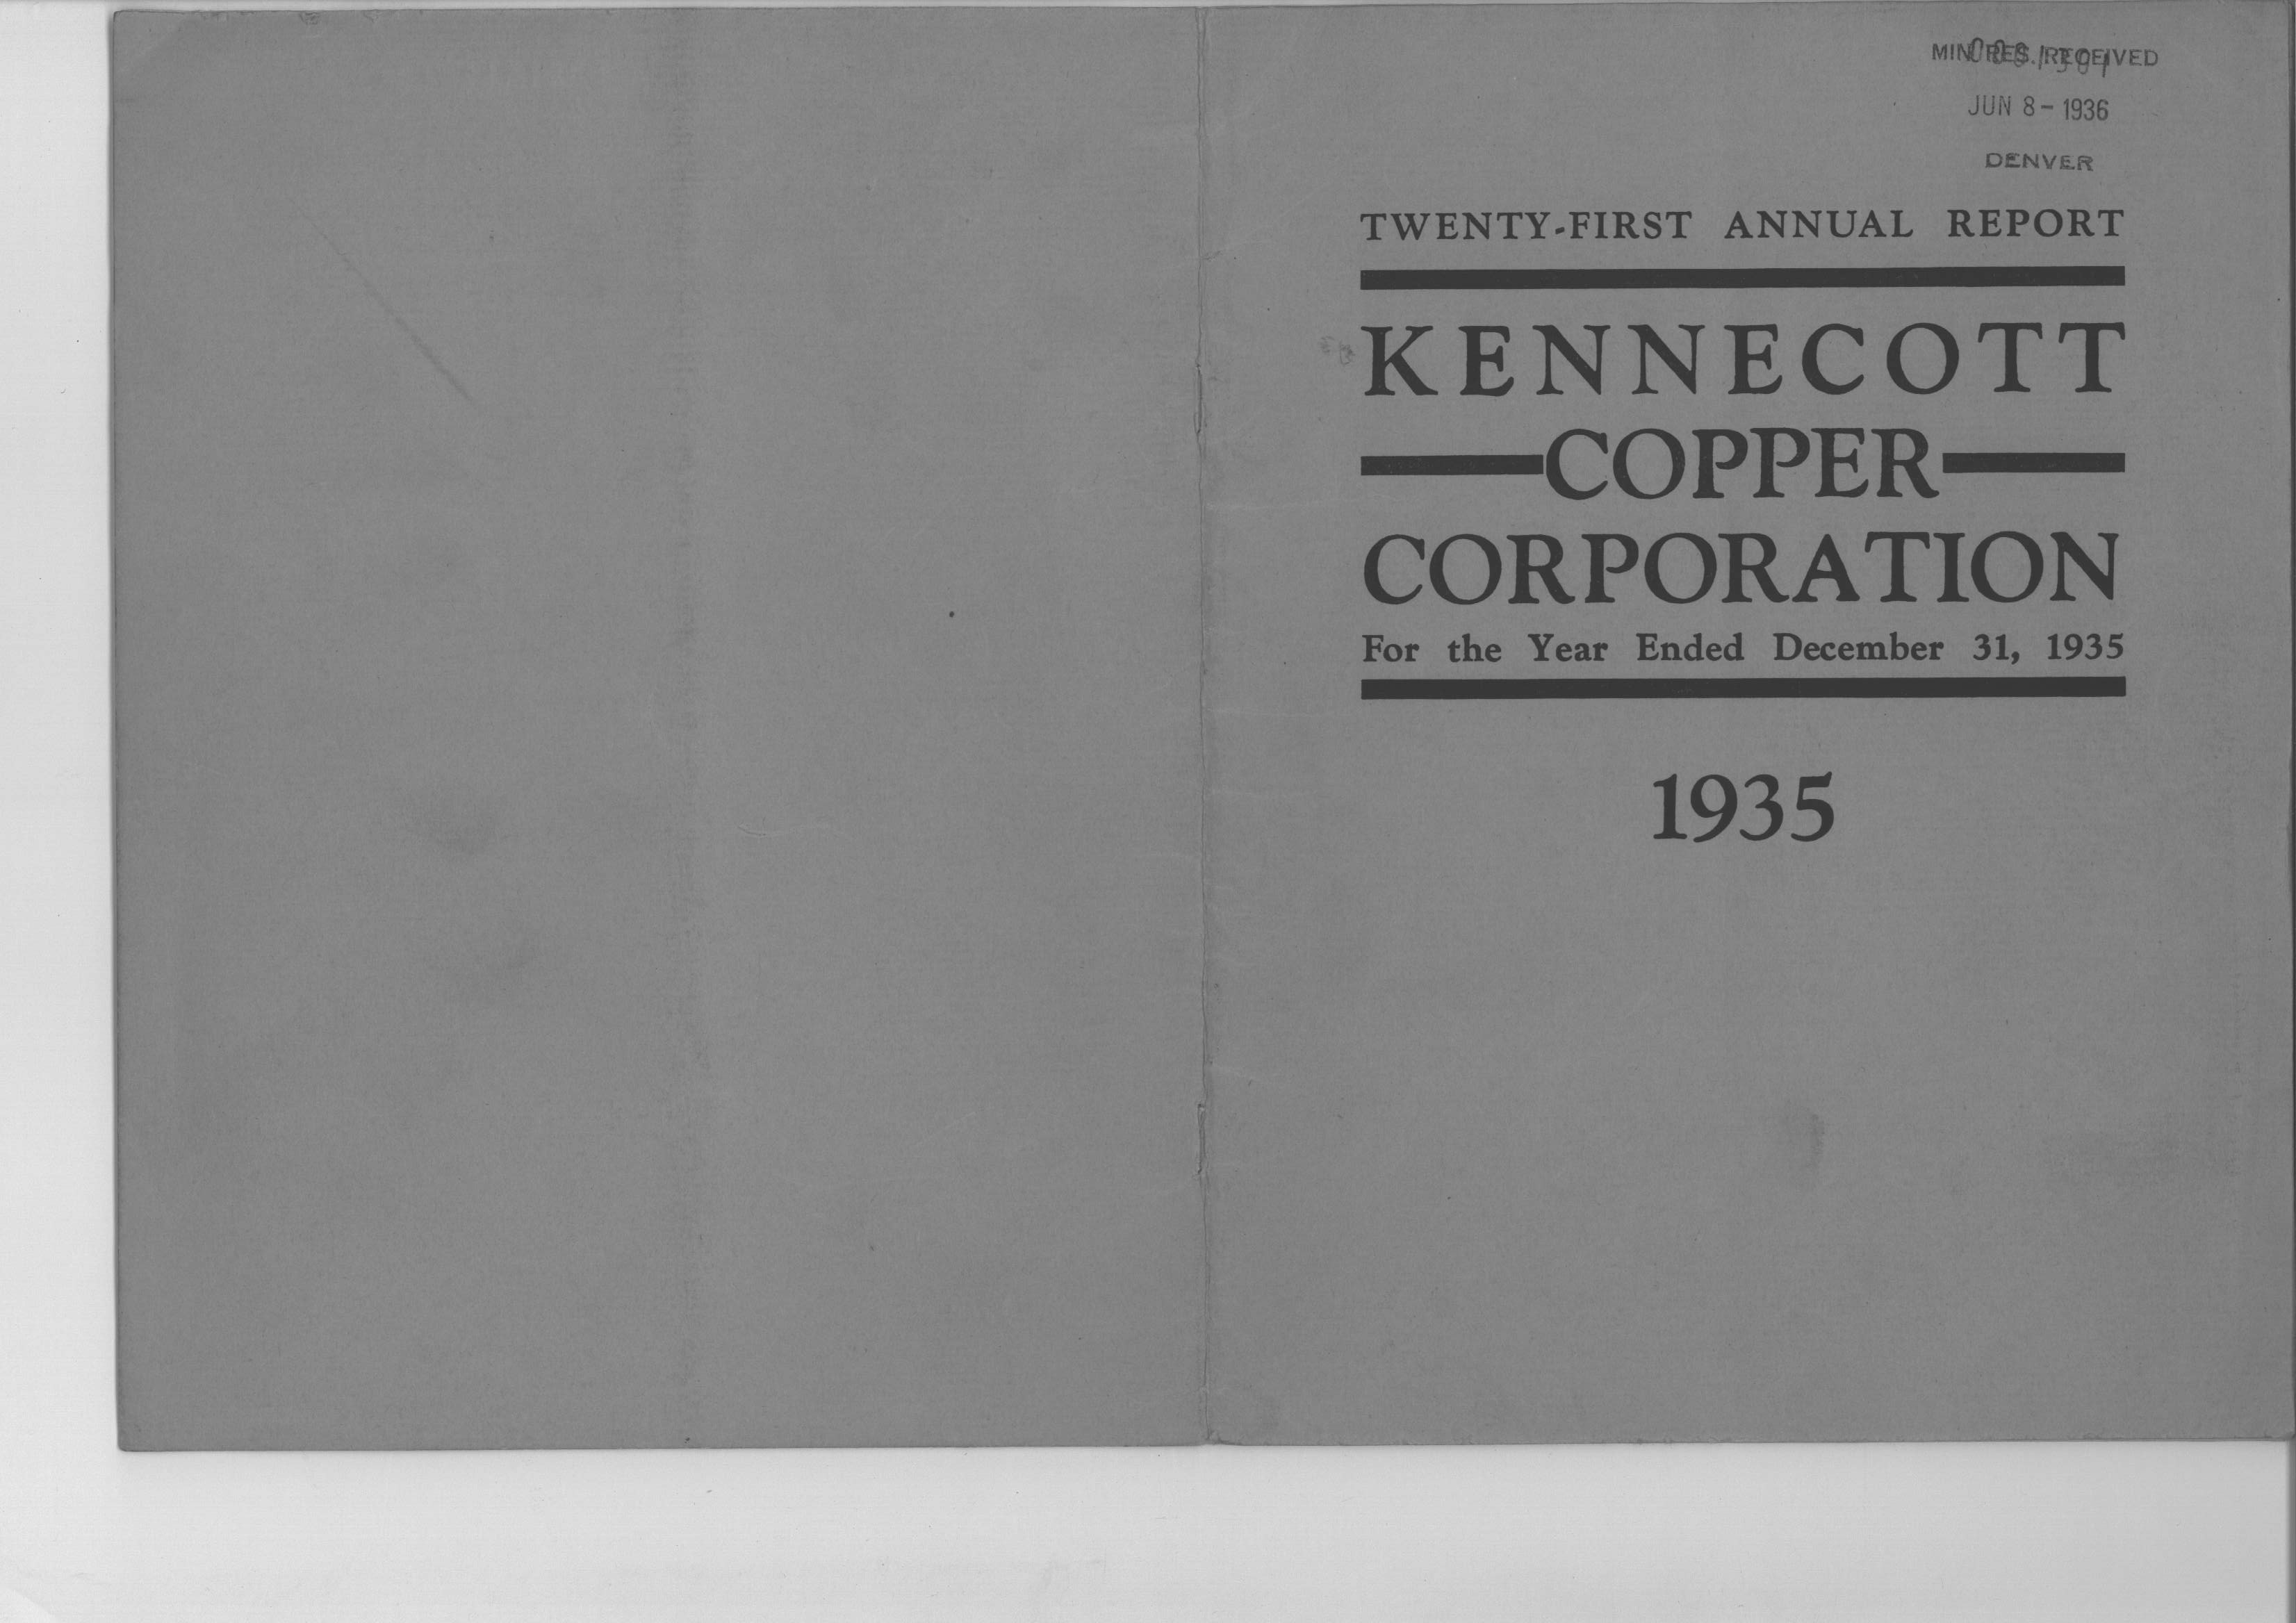 MIN. RES. RECEIVED
JUN 8 - 1936
DENVER
TWENTY-FIRST ANNUAL REPORT
KENNECOTT
COPPER
CORPORATION
For the Year Ended December 31, 1935
1935